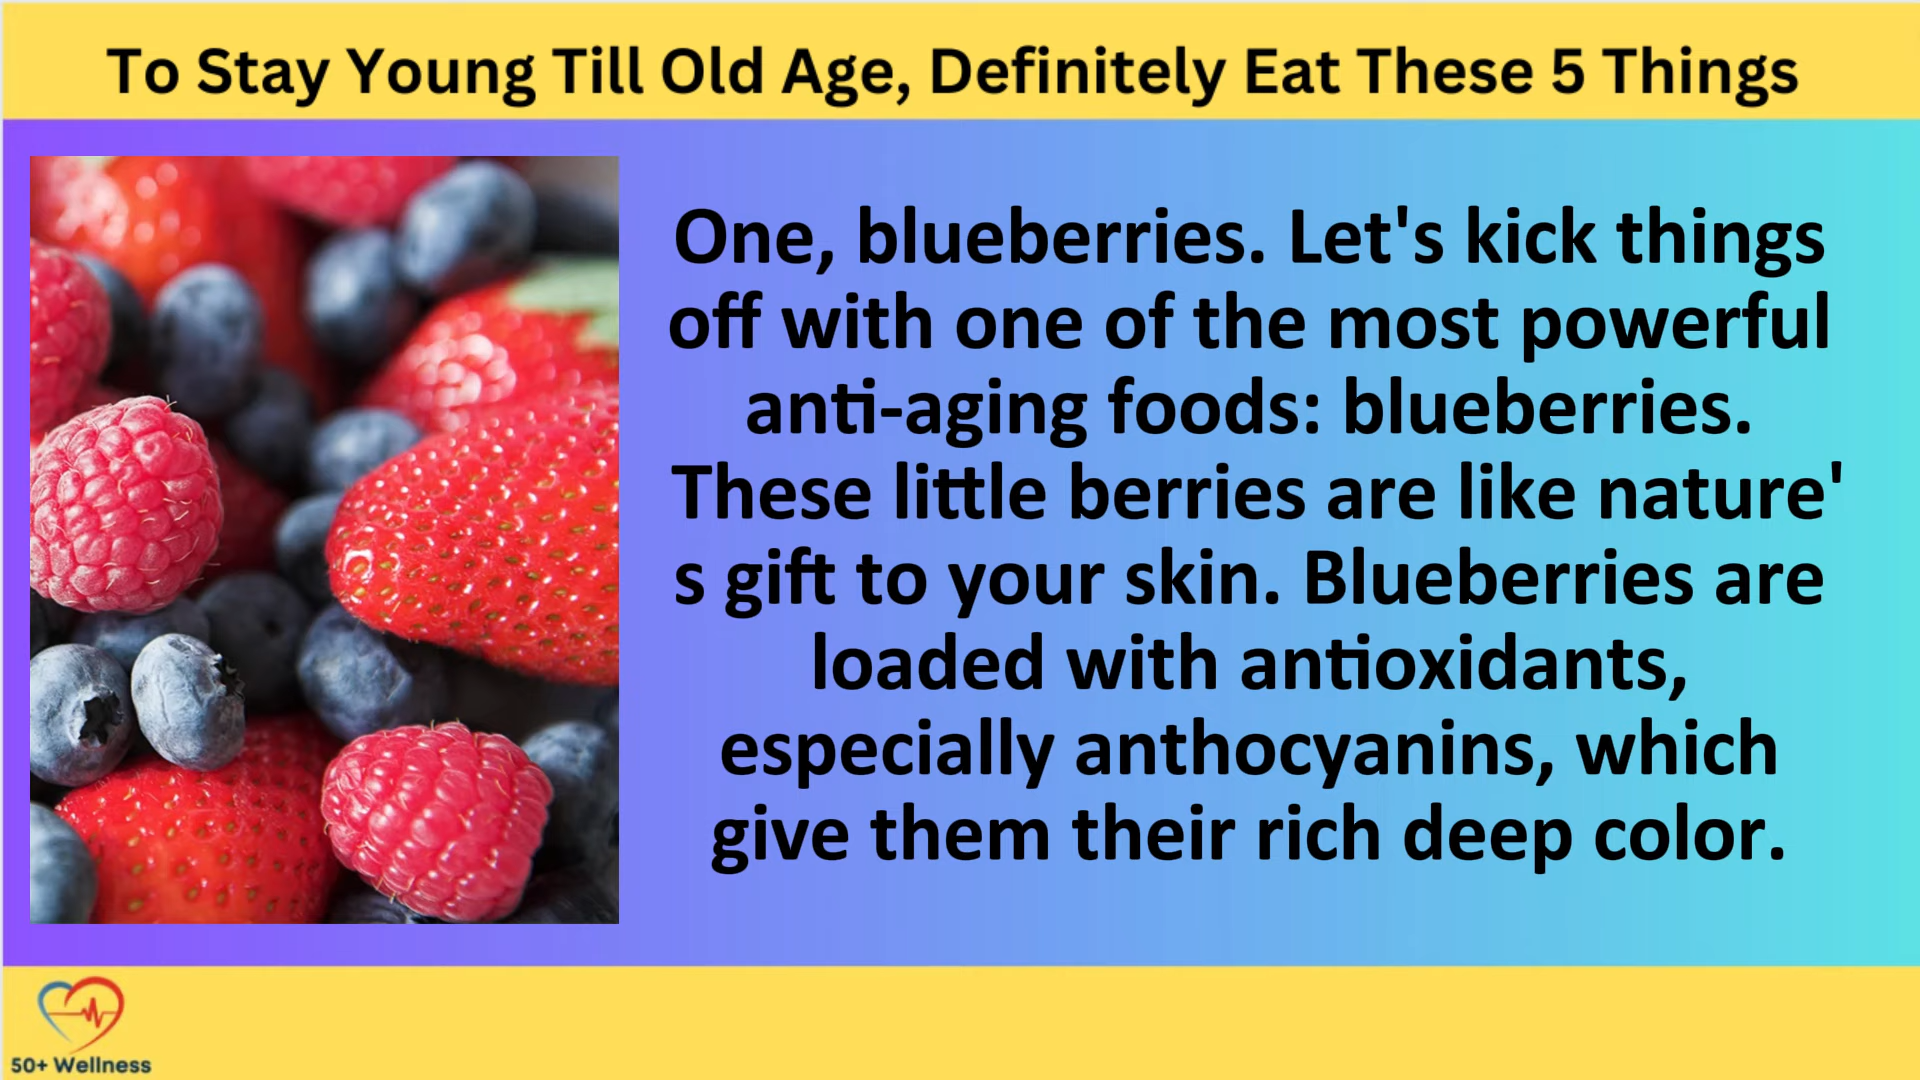 To Stay Young Till Old Age, Definitely Eat These 5 Things
One, blueberries. Let's kick things
off with one of the most powerful
anti-aging foods: blueberries.
These little berries are like nature'
s gift to your skin. Blueberries are
loaded with antioxidants,
especially anthocyanins, which
give them their rich deep color.
50+ Wellness